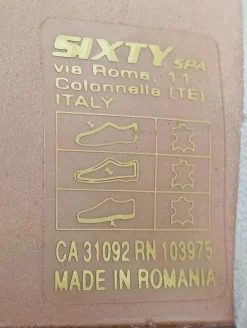 SIXTY SPA
via Roma, 11
Colonnella (TE)
ITALY
CA 31092 RN 103975
MADE IN ROMANIA